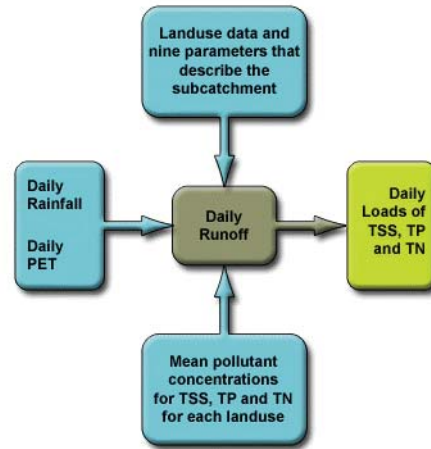 Landuse data and
nine parameters that
describe the
subcatchment
Daily
Rainfall
Daily
PET
Daily
Runoff
Daily
Loads of
TSS, TP
and TN
Mean pollutant
concentrations
for TSS, TP and TN
for each landuse